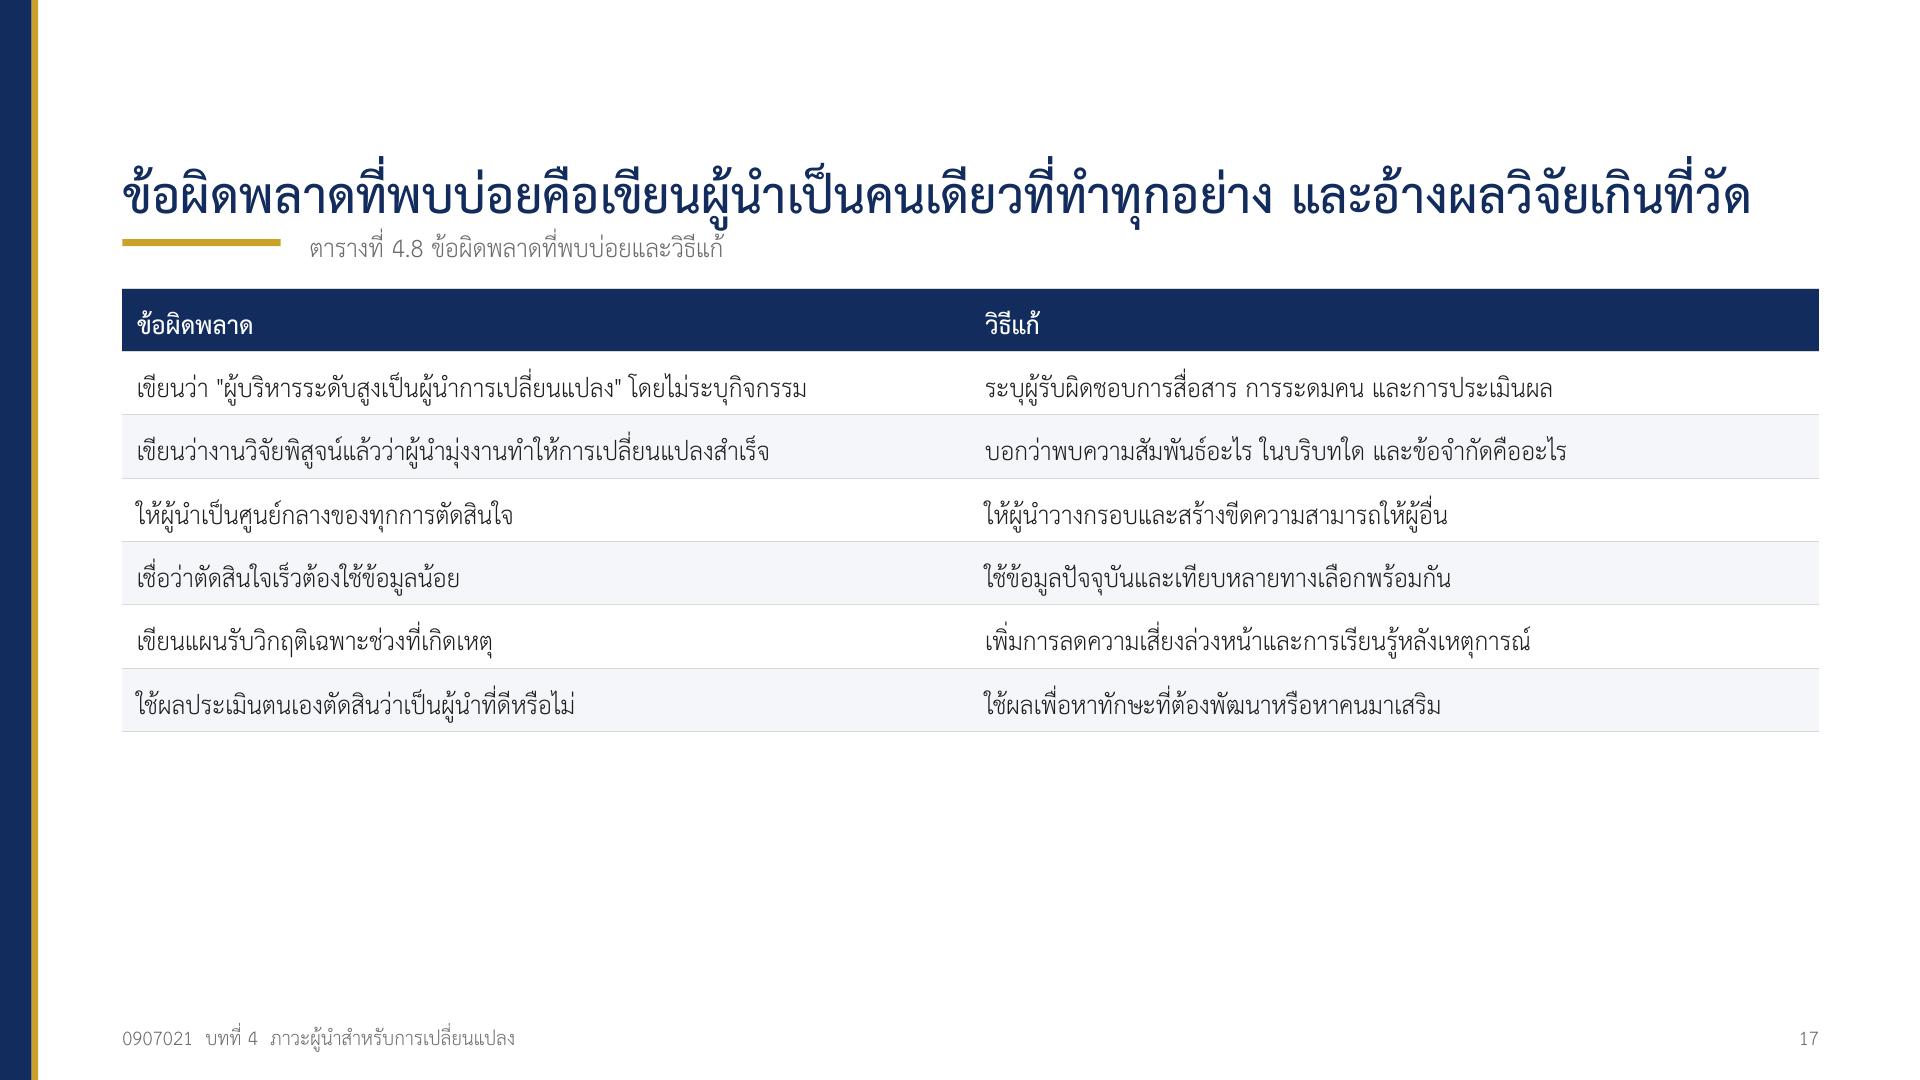 ข้อผิดพลาดที่พบบ่อยคือเขียนผู้นำเป็นคนเดียวที่ทำทุกอย่าง และอ้างผลวิจัยเกินที่วัด
ตารางที่ 4.8 ข้อผิดพลาดที่พบบ่อยและวิธีแก้
ข้อผิดพลาด วิธีแก้
เขียนว่า "ผู้บริหารระดับสูงเป็นผู้นำการเปลี่ยนแปลง" โดยไม่ระบุกิจกรรม ระบุผู้รับผิดชอบการสื่อสาร การระดมคน และการประเมินผล
เขียนว่างานวิจัยพิสูจน์แล้วว่าผู้นำมุ่งงานทำให้การเปลี่ยนแปลงสำเร็จ บอกว่าพบความสัมพันธ์อะไร ในบริบทใด และข้อจำกัดคืออะไร
ให้ผู้นำเป็นศูนย์กลางของทุกการตัดสินใจ ให้ผู้นำวางกรอบและสร้างขีดความสามารถให้ผู้อื่น
เชื่อว่าตัดสินใจเร็วต้องใช้ข้อมูลน้อย ใช้ข้อมูลปัจจุบันและเทียบหลายทางเลือกพร้อมกัน
เขียนแผนรับวิกฤติเฉพาะช่วงที่เกิดเหตุ เพิ่มการลดความเสี่ยงล่วงหน้าและการเรียนรู้หลังเหตุการณ์
ใช้ผลประเมินตนเองตัดสินว่าเป็นผู้นำที่ดีหรือไม่ ใช้ผลเพื่อหาทักษะที่ต้องพัฒนาหรือหาคนมาเสริม
0907021 บทที่ 4 ภาวะผู้นำสำหรับการเปลี่ยนแปลง 17